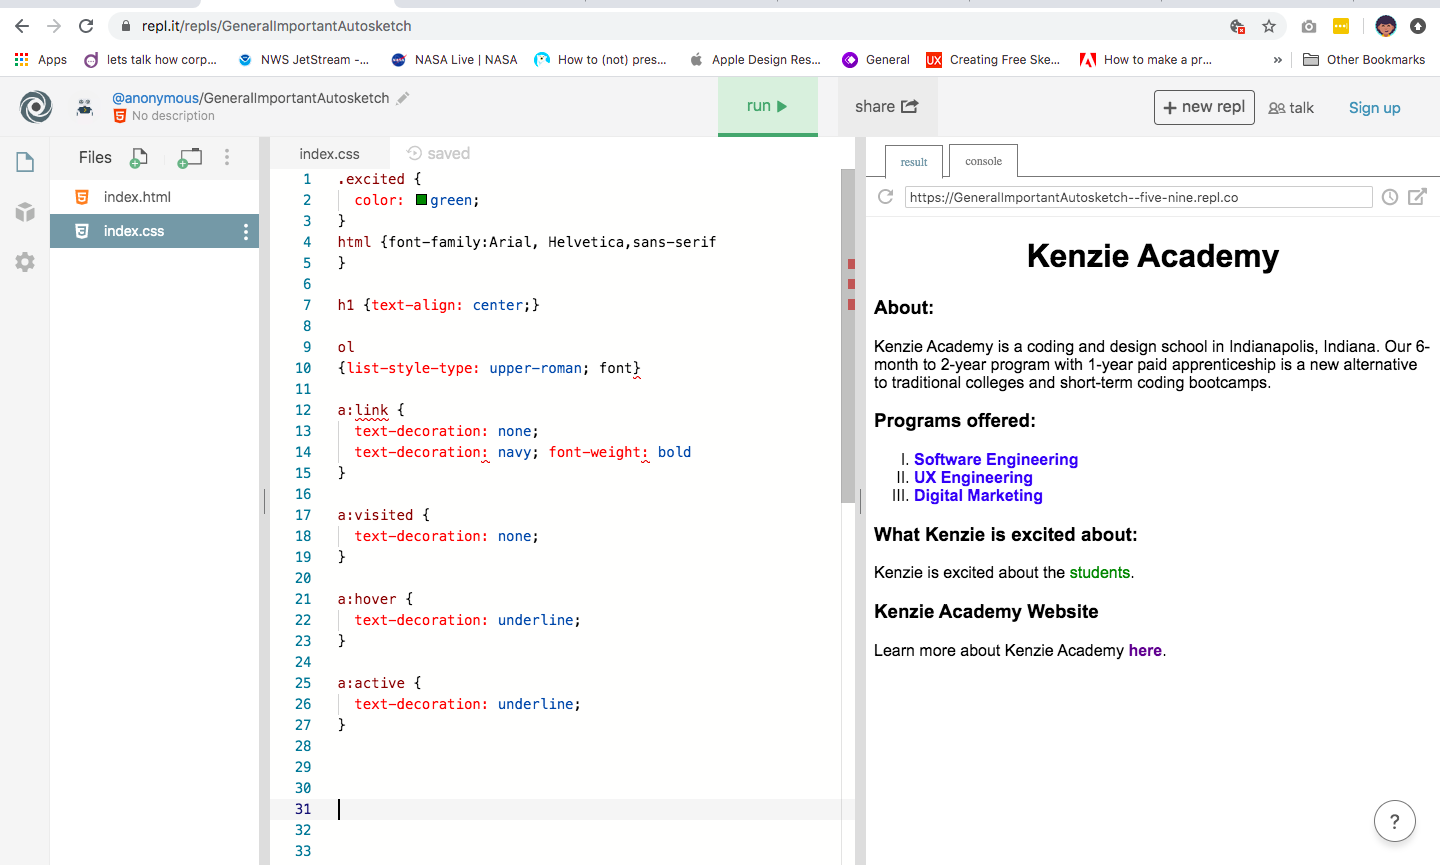 repl.it/repls/GeneralImportantAutosketch
Apps lets talk how corp... NWS JetStream -... NASA Live | NASA How to (not) pres... Apple Design Res... General UX Creating Free Ske... How to make a pr... » Other Bookmarks
@anonymous/GeneralImportantAutosketch
No description
run
share
+ new repl
talk
Sign up
Files
index.html
index.css
index.css
saved
1 .excited {
2 color: green;
3 }
4 html {font-family:Arial, Helvetica,sans-serif
5 }
6
7 h1 {text-align: center;}
8
9 ol
10 {list-style-type: upper-roman; font}
11
12 a:link {
13 text-decoration: none;
14 text-decoration: navy; font-weight: bold
15 }
16
17 a:visited {
18 text-decoration: none;
19 }
20
21 a:hover {
22 text-decoration: underline;
23 }
24
25 a:active {
26 text-decoration: underline;
27 }
28
29
30
31
32
33
result console
https://GeneralImportantAutosketch--five-nine.repl.co
Kenzie Academy
About:
Kenzie Academy is a coding and design school in Indianapolis, Indiana. Our 6-
month to 2-year program with 1-year paid apprenticeship is a new alternative
to traditional colleges and short-term coding bootcamps.
Programs offered:
I. Software Engineering
II. UX Engineering
III. Digital Marketing
What Kenzie is excited about:
Kenzie is excited about the students.
Kenzie Academy Website
Learn more about Kenzie Academy here.
?